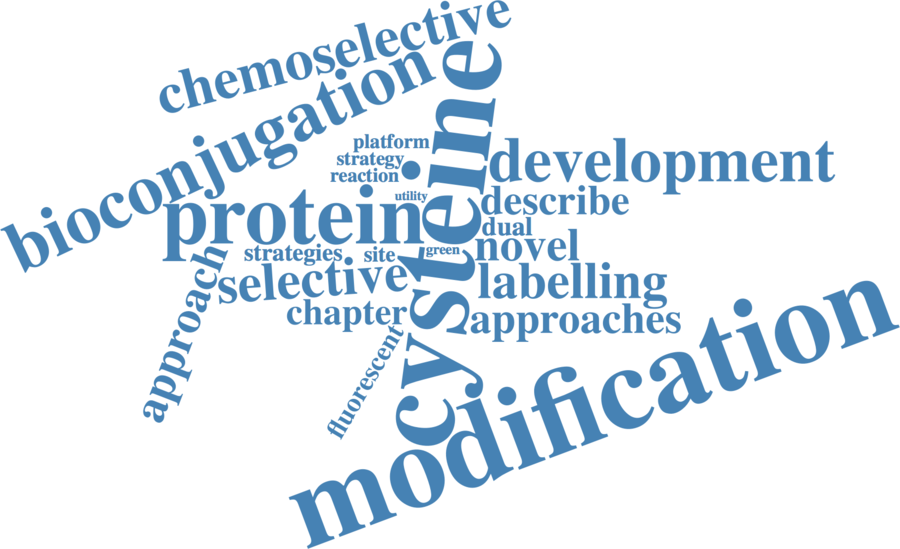 chemoselective
bioconjugation
cysteine
platform
strategy
reaction
utility
development
protein
describe
dual
green
novel
strategies
site
selective
labelling
chapter
approaches
approach
fluorescent
modification